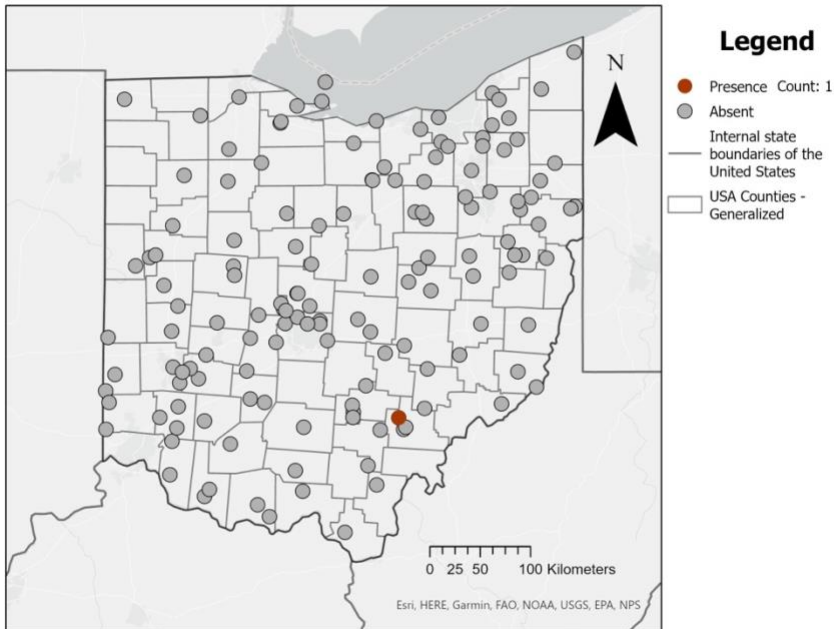 Legend
N
Presence Count: 1
Absent
Internal state
boundaries of the
United States
USA Counties -
Generalized
0 25 50 100 Kilometers
Esri, HERE, Garmin, FAO, NOAA, USGS, EPA, NPS